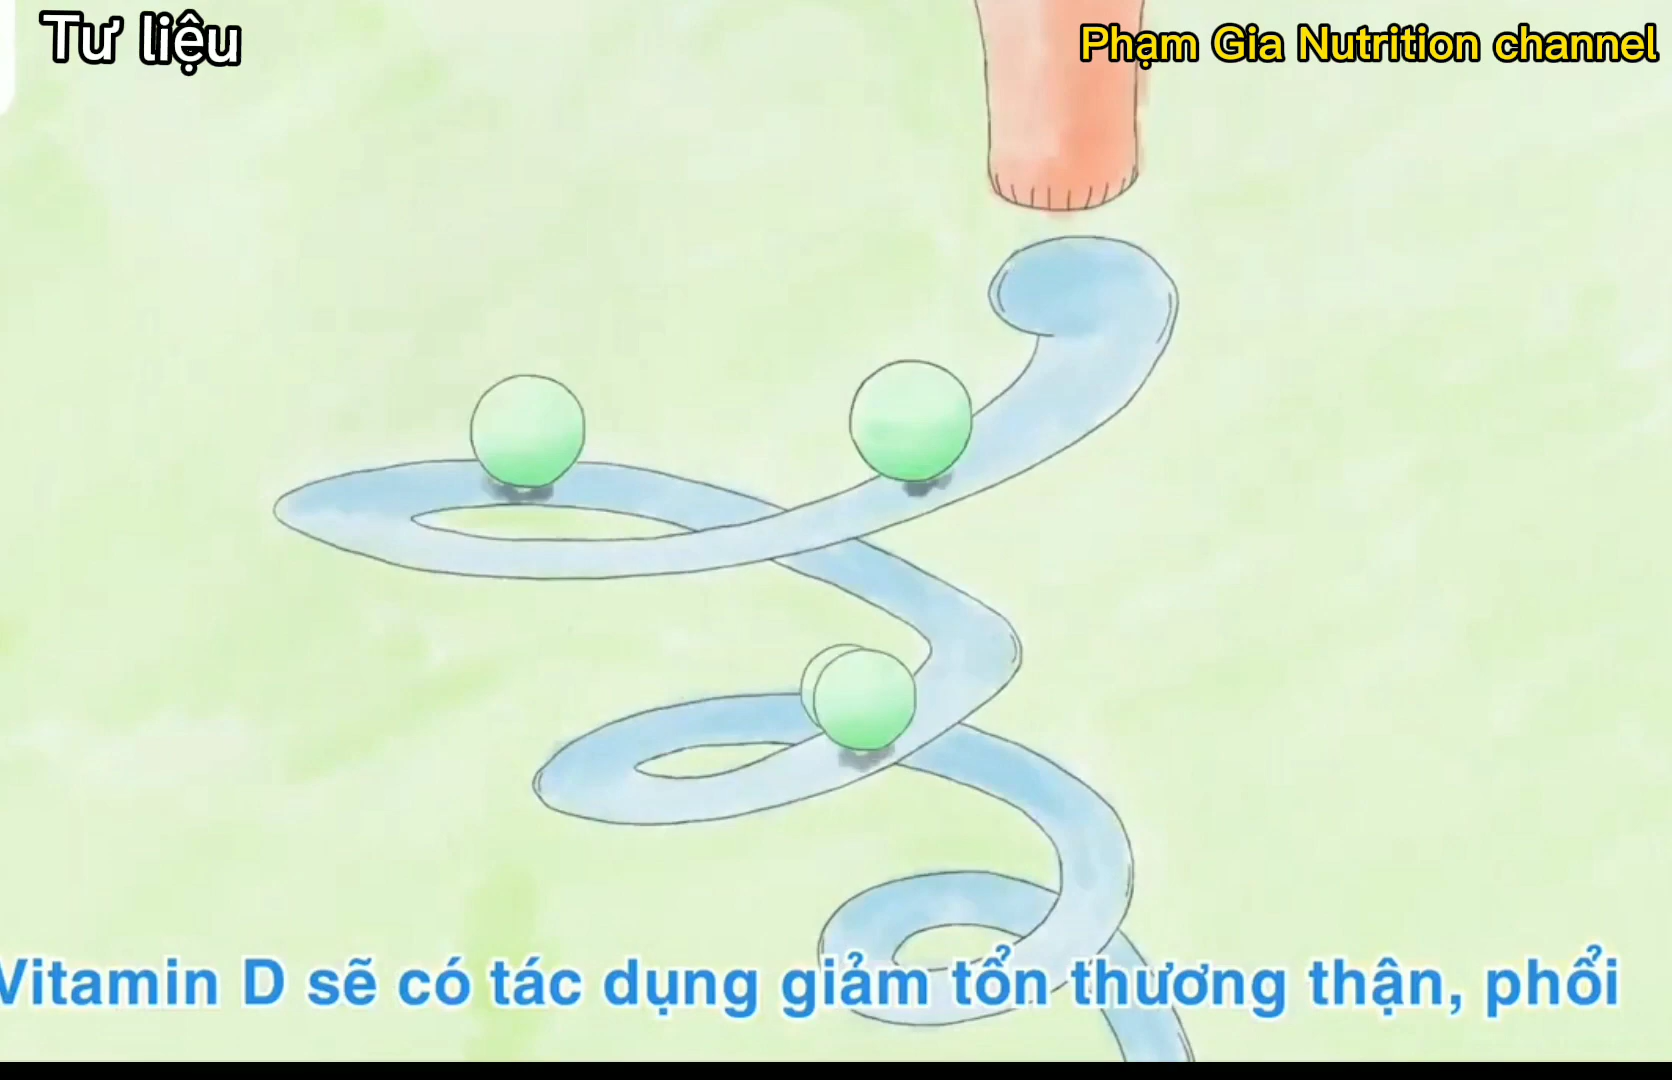 Tư liệu
Phạm Gia Nutrition channel
Vitamin D sẽ có tác dụng giảm tổn thương thận, phổi